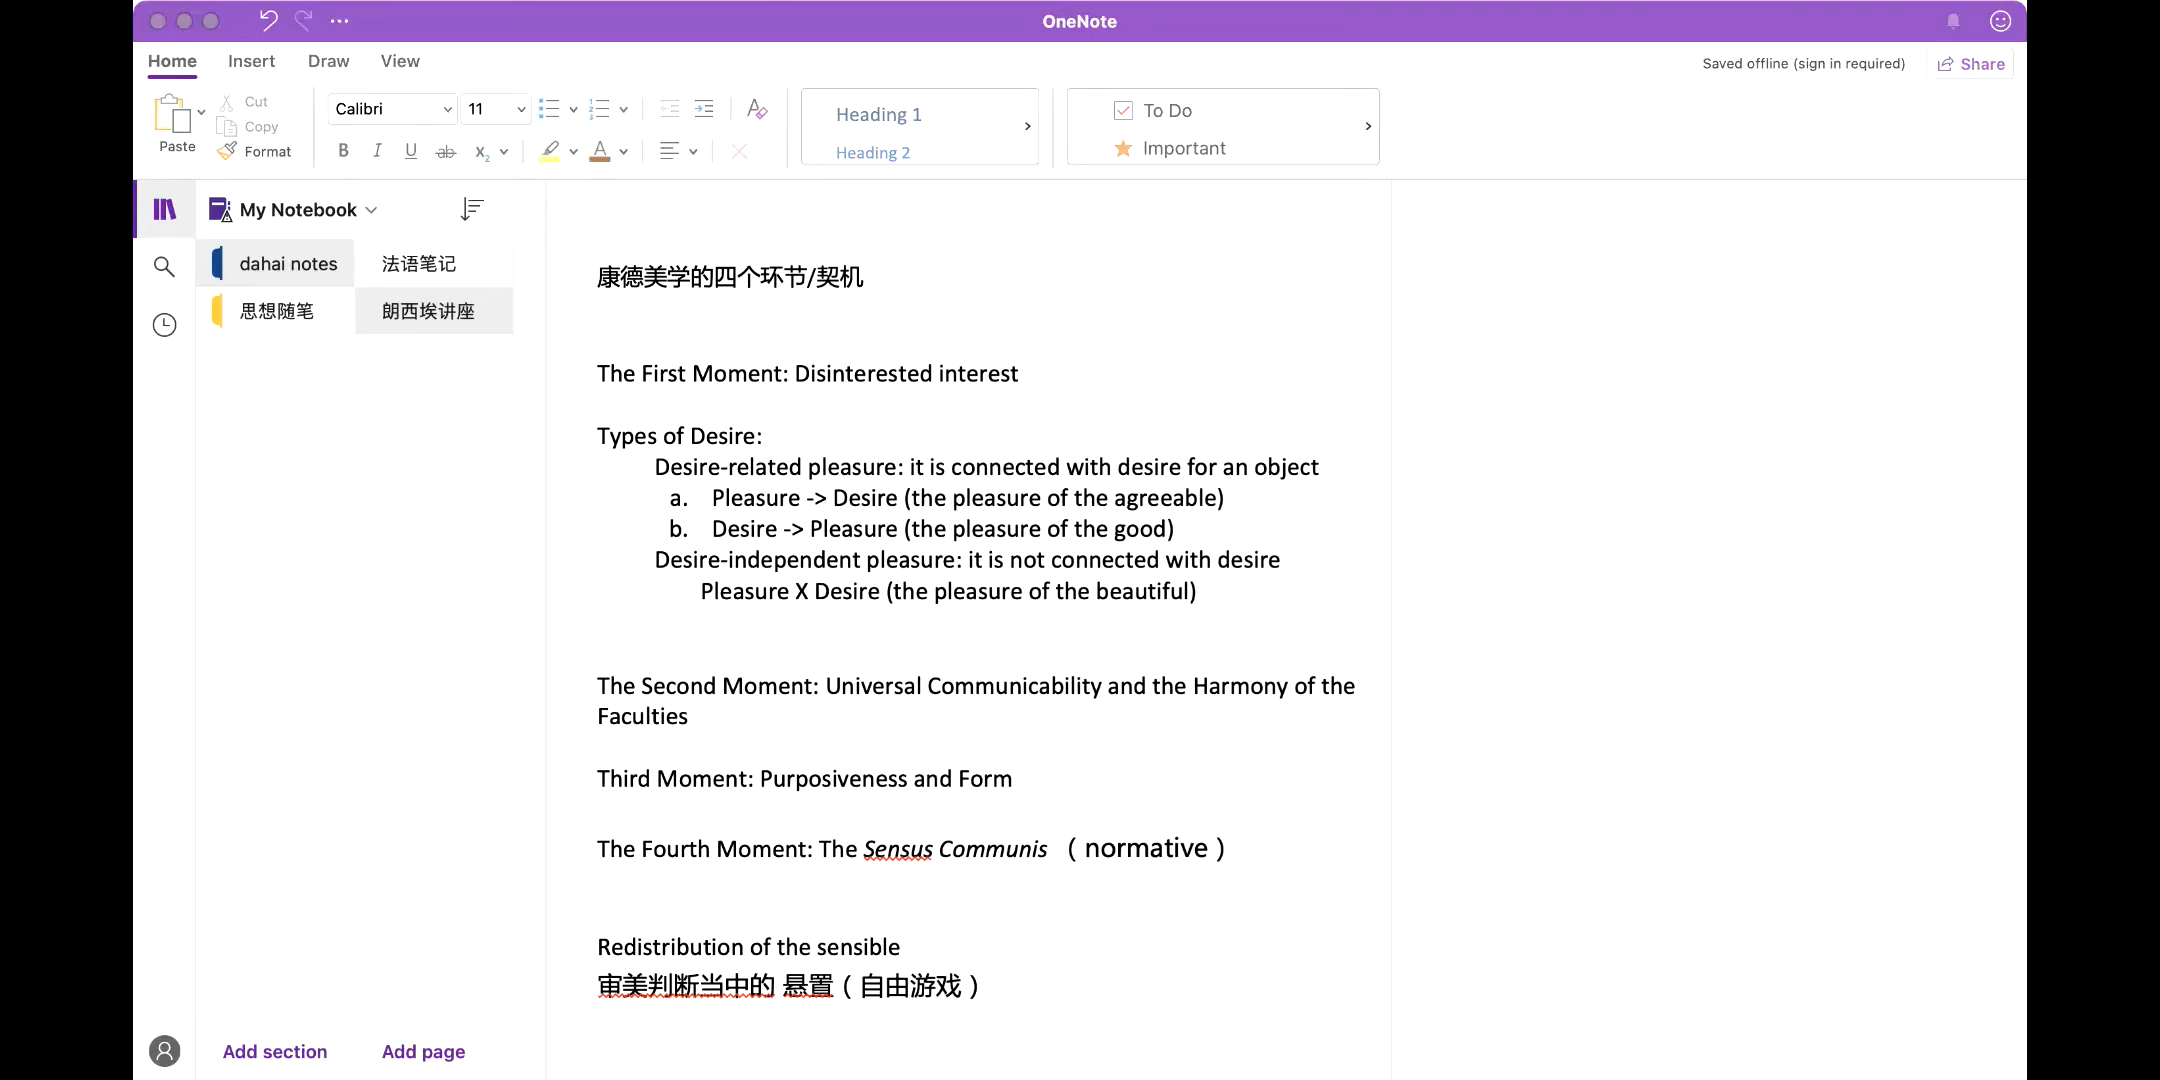 OneNote
Home Insert Draw View
Saved offline (sign in required) Share
Paste
Cut
Copy
Format
Calibri 11
Heading 1
Heading 2
To Do
Important
My Notebook
dahai notes
思想随笔
法语笔记
朗西埃讲座
康德美学的四个环节/契机
The First Moment: Disinterested interest
Types of Desire:
Desire-related pleasure: it is connected with desire for an object
a. Pleasure -> Desire (the pleasure of the agreeable)
b. Desire -> Pleasure (the pleasure of the good)
Desire-independent pleasure: it is not connected with desire
Pleasure X Desire (the pleasure of the beautiful)
The Second Moment: Universal Communicability and the Harmony of the
Faculties
Third Moment: Purposiveness and Form
The Fourth Moment: The Sensus Communis （normative）
Redistribution of the sensible
审美判断当中的 悬置（自由游戏）
Add section Add page